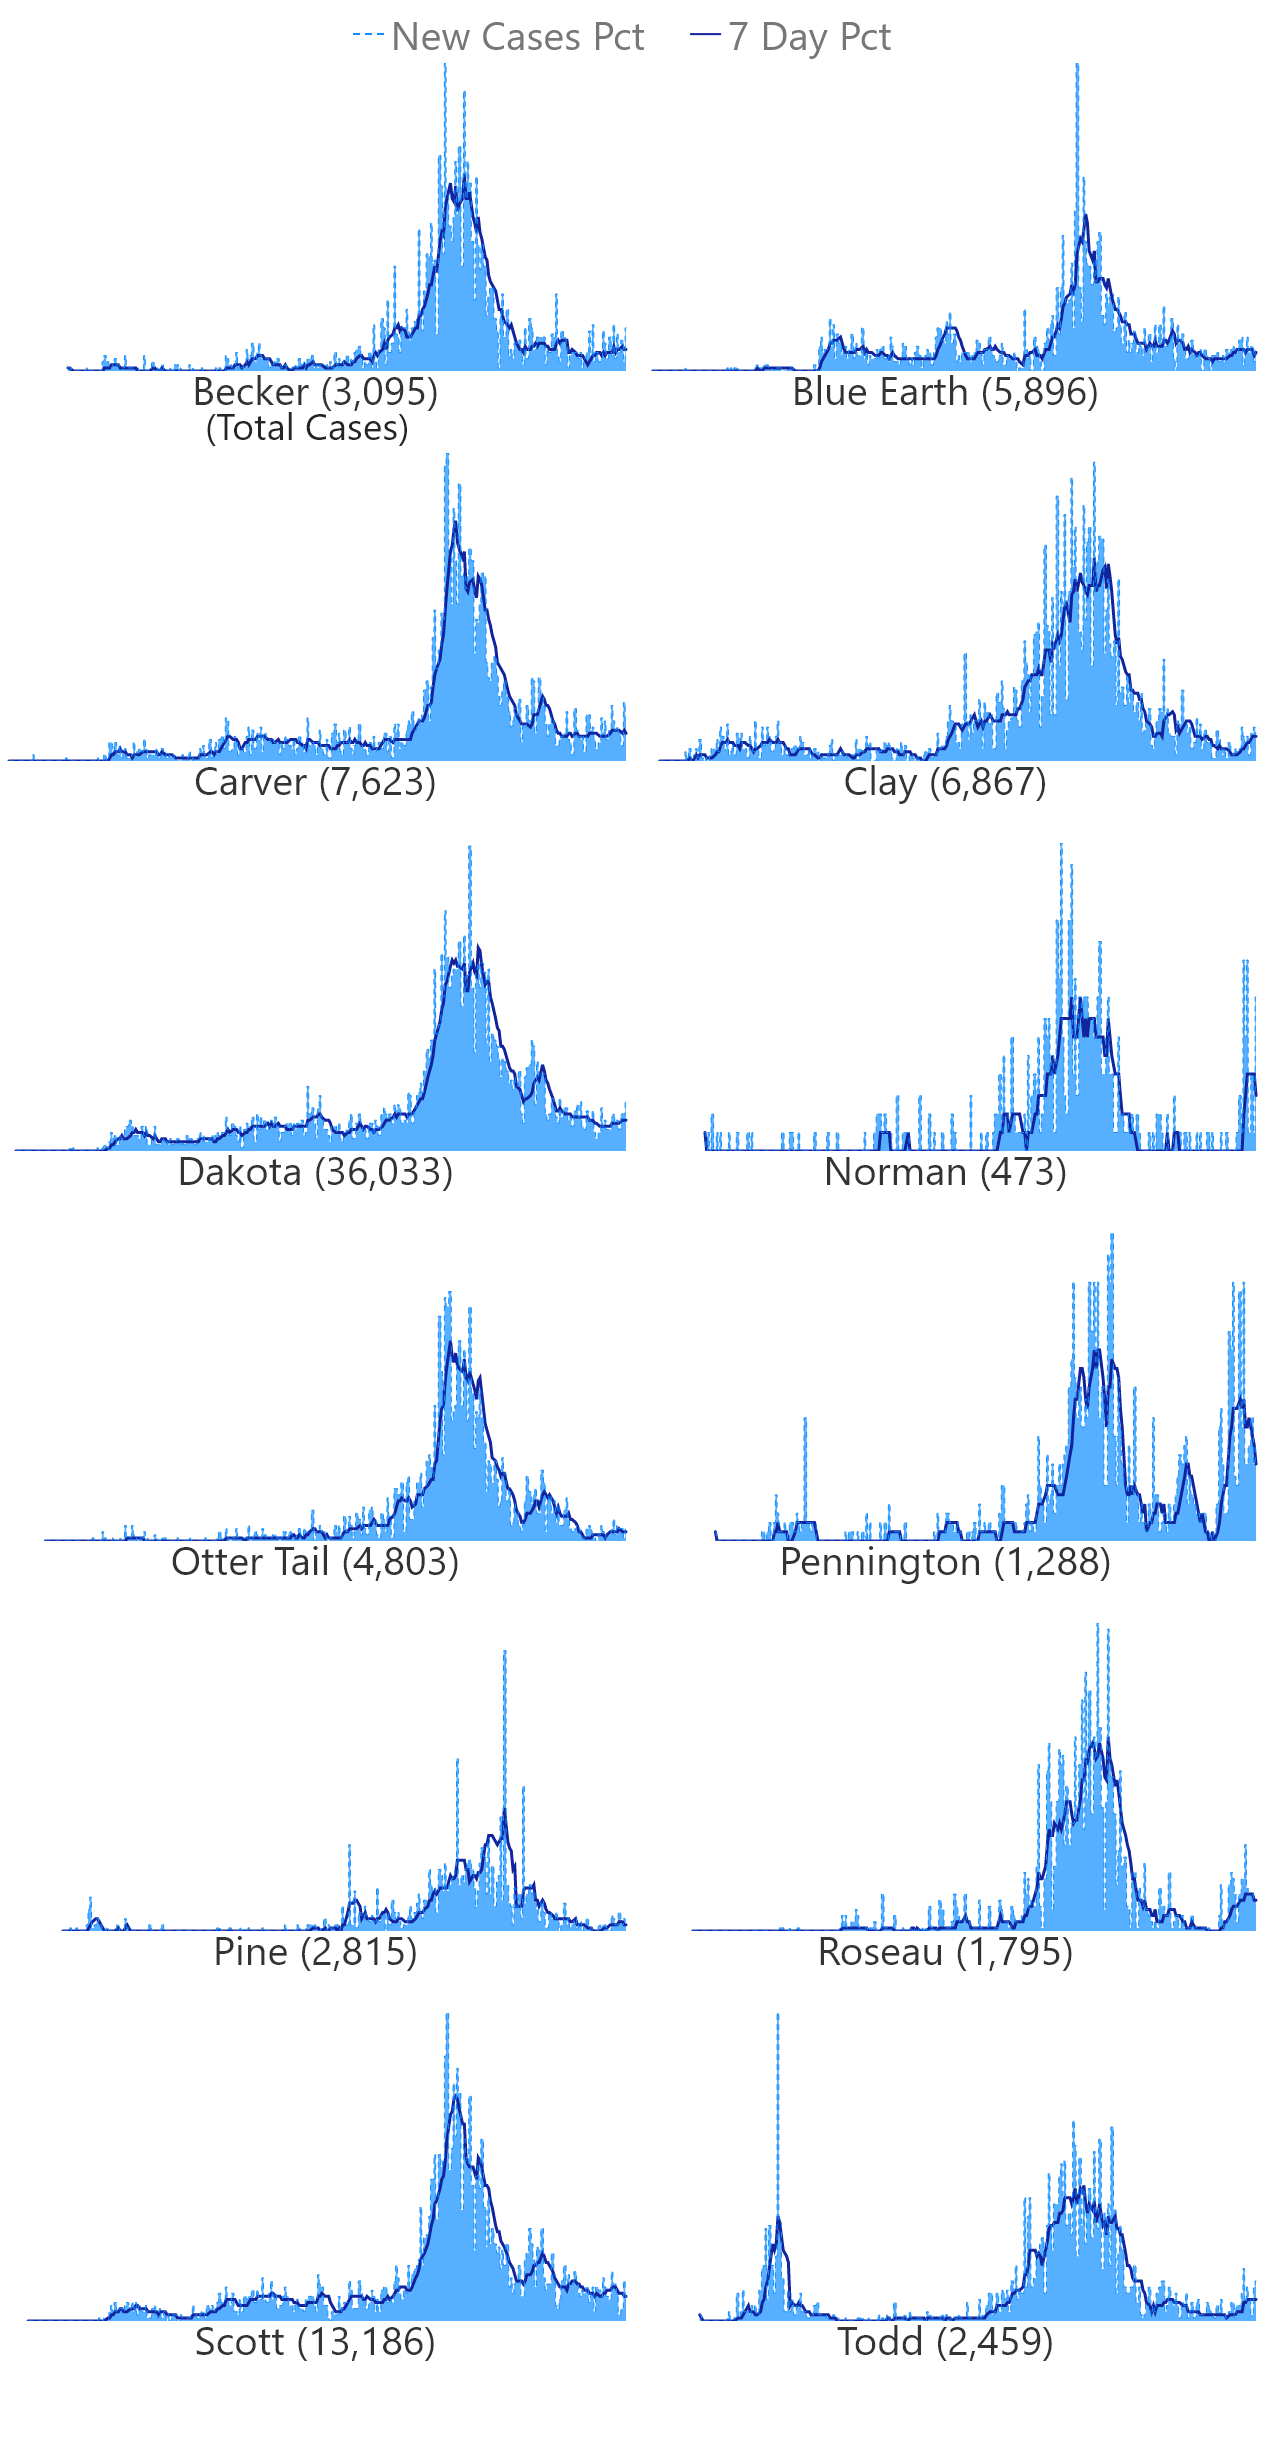 New Cases Pct 7 Day Pct
Becker (3,095) Blue Earth (5,896)
(Total Cases)
Carver (7,623) Clay (6,867)
Dakota (36,033) Norman (473)
Otter Tail (4,803) Pennington (1,288)
Pine (2,815) Roseau (1,795)
Scott (13,186) Todd (2,459)